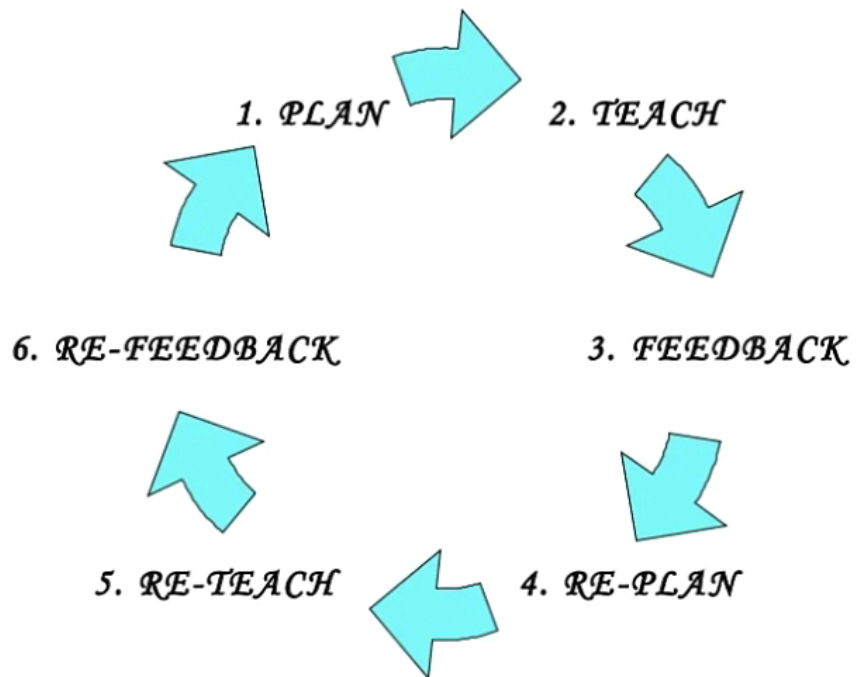 1. PLAN
2. TEACH
3. FEEDBACK
4. RE-PLAN
5. RE-TEACH
6. RE-FEEDBACK